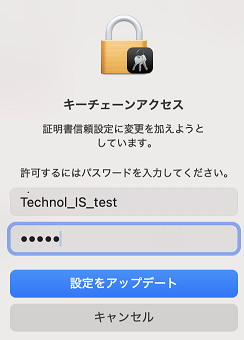 キーチェーンアクセス
証明書信頼設定に変更を加えようと
しています。
許可するにはパスワードを入力してください。
Technol_IS_test
●●●●●
設定をアップデート
キャンセル